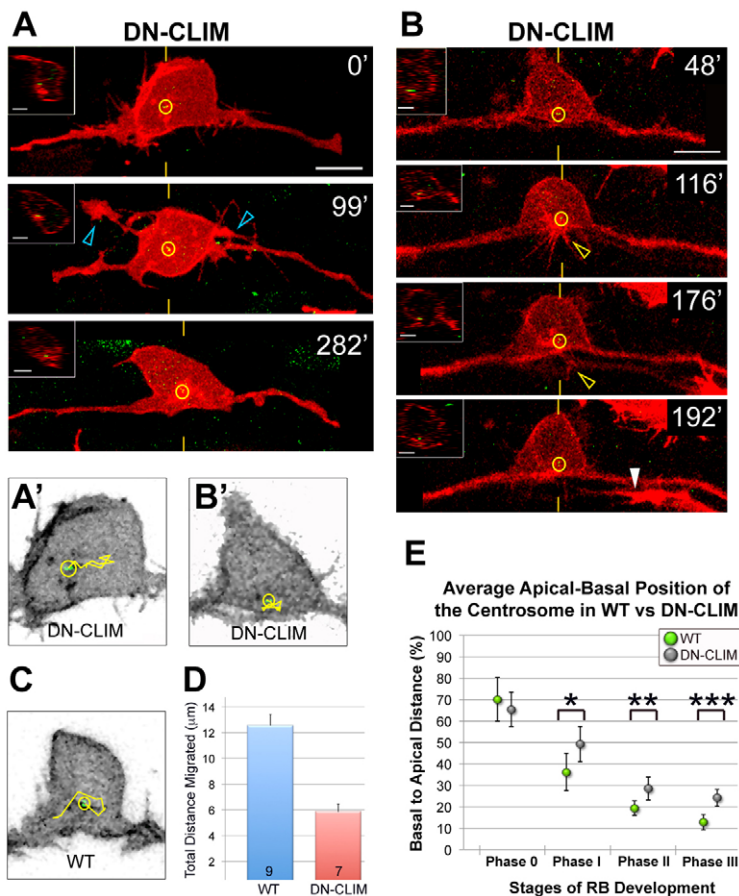 A
DN-CLIM
0'
99'
282'
B
DN-CLIM
48'
116'
176'
192'
A'
DN-CLIM
B'
DN-CLIM
C
WT
D
Total Distance Migrated (μm)
12
10
8
6
4
2
9
7
WT
DN-CLIM
E
Average Apical-Basal Position of
the Centrosome in WT vs DN-CLIM
WT
DN-CLIM
Basal to Apical Distance (%)
100
90
80
70
60
50
40
30
20
10
0
*
**
***
Phase 0
Phase I
Phase II
Phase III
Stages of RB Development